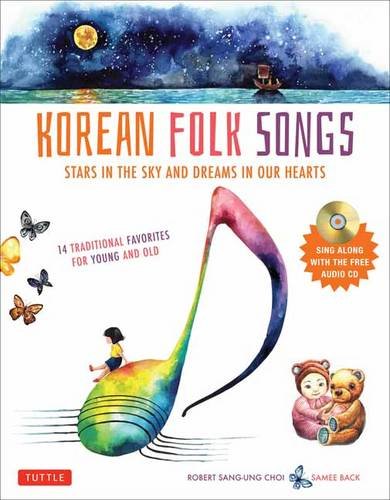 KOREAN FOLK SONGS
STARS IN THE SKY AND DREAMS IN OUR HEARTS
14 TRADITIONAL FAVORITES
FOR YOUNG AND OLD
SING ALONG
WITH THE FREE
AUDIO CD
TUTTLE
ROBERT SANG-UNG CHOI
SAMEE BACK